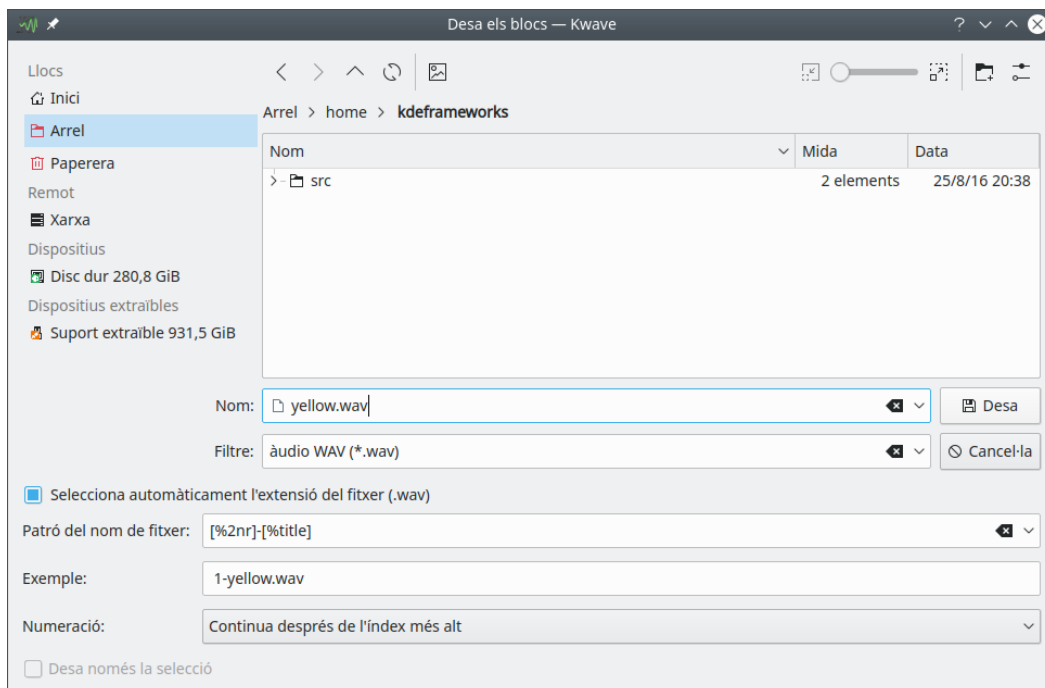 Desa els blocs — Kwave
Llocs
Inici
Arrel
Paperera
Remot
Xarxa
Dispositius
Disc dur 280,8 GiB
Dispositius extraïbles
Suport extraïble 931,5 GiB
Arrel > home > kdeframeworks
Nom Mida Data
src 2 elements 25/8/16 20:38
Nom: yellow.wav Desa
Filtre: àudio WAV (*.wav) Cancel·la
Selecciona automàticament l'extensió del fitxer (.wav)
Patró del nom de fitxer: [%2nr]-[%title]
Exemple: 1-yellow.wav
Numeració: Continua després de l'índex més alt
Desa només la selecció